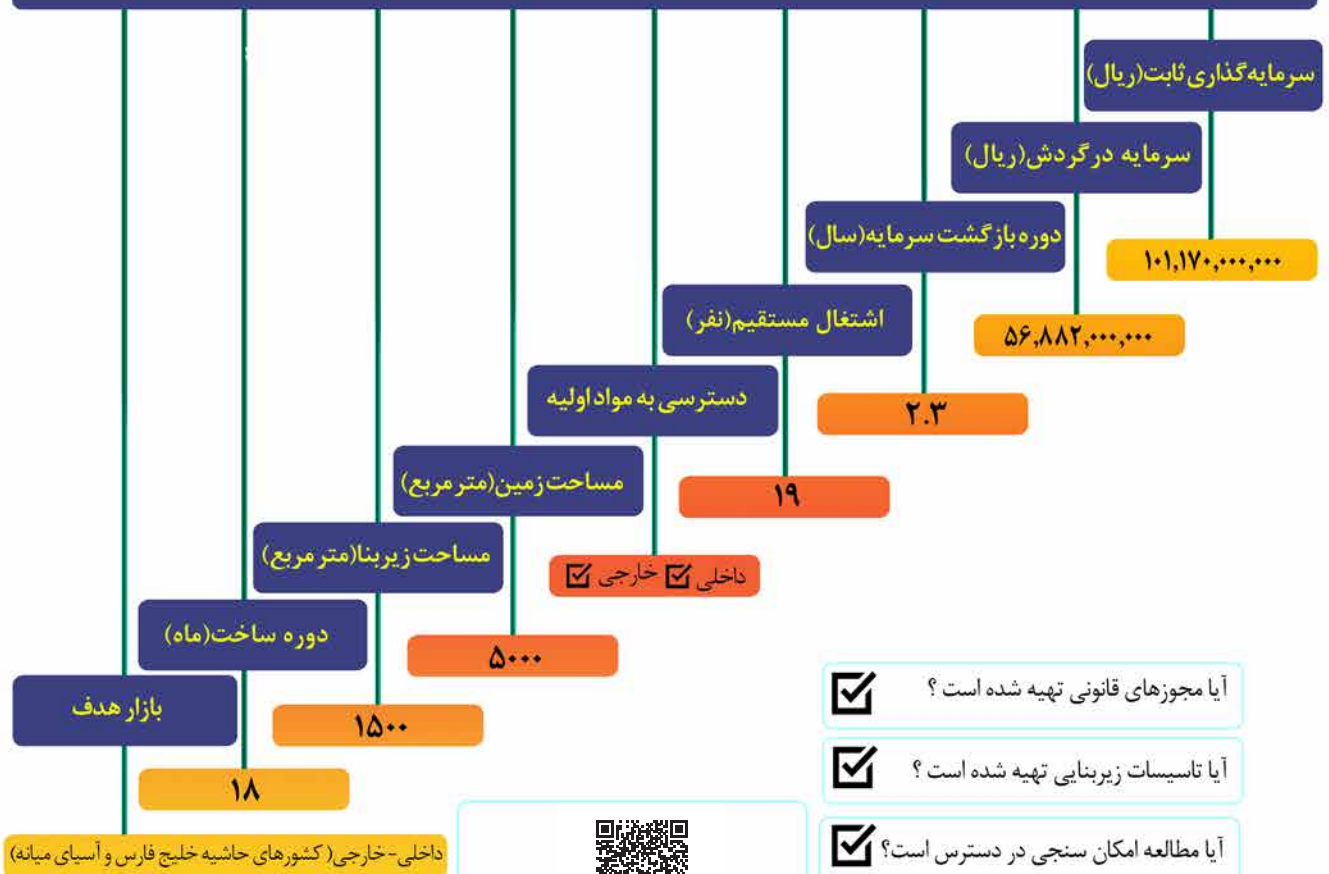 سرمایه‌گذاری ثابت(ریال)
۱۰۱,۱۷۰,۰۰۰,۰۰۰
سرمایه در گردش(ریال)
۵۶,۸۸۲,۰۰۰,۰۰۰
دوره بازگشت سرمایه(سال)
۲.۳
اشتغال مستقیم(نفر)
۱۹
دسترسی به مواد اولیه
داخلی ☑ خارجی ☑
مساحت زمین(متر مربع)
۵۰۰۰
مساحت زیربنا(متر مربع)
۱۵۰۰
دوره ساخت(ماه)
۱۸
بازار هدف
داخلی-خارجی( کشورهای حاشیه خلیج فارس و آسیای میانه)
آیا مجوزهای قانونی تهیه شده است ؟ ☑
آیا تاسیسات زیربنایی تهیه شده است ؟ ☑
آیا مطالعه امکان سنجی در دسترس است؟ ☑